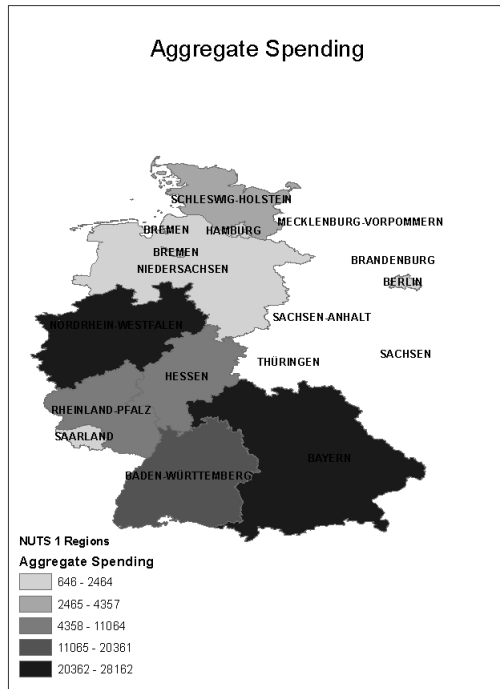 Aggregate Spending
SCHLESWIG-HOLSTEIN
MECKLENBURG-VORPOMMERN
BREMEN
HAMBURG
BREMEN
NIEDERSACHSEN
BRANDENBURG
BERLIN
SACHSEN-ANHALT
NORDRHEIN-WESTFALEN
SACHSEN
THÜRINGEN
HESSEN
RHEINLAND-PFALZ
SAARLAND
BAYERN
BADEN-WÜRTTEMBERG
NUTS 1 Regions
Aggregate Spending
646 - 2464
2465 - 4357
4358 - 11064
11065 - 20361
20362 - 28162